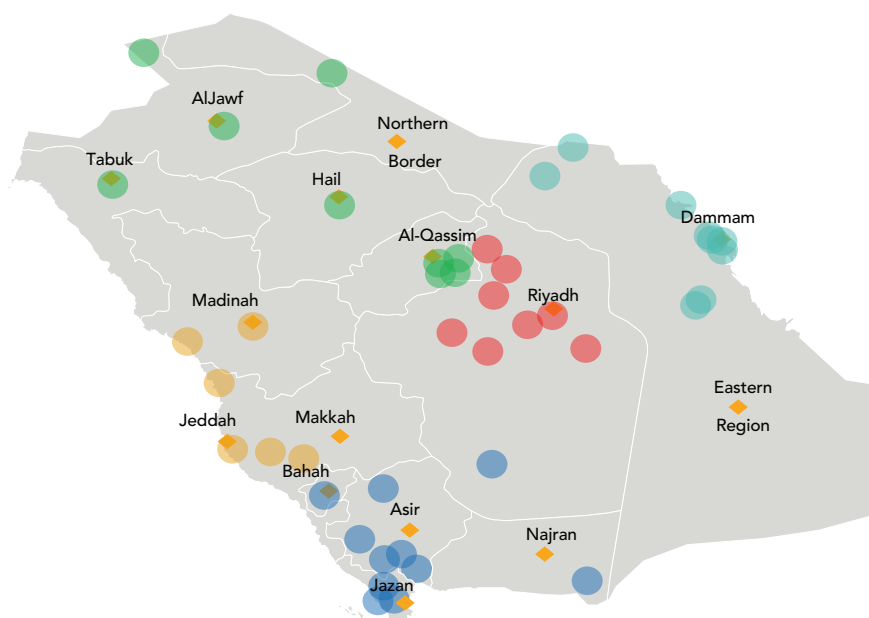 AlJawf
Northern
Border
Tabuk
Hail
Dammam
Al-Qassim
Madinah
Riyadh
Eastern
Region
Jeddah
Makkah
Bahah
Asir
Najran
Jazan